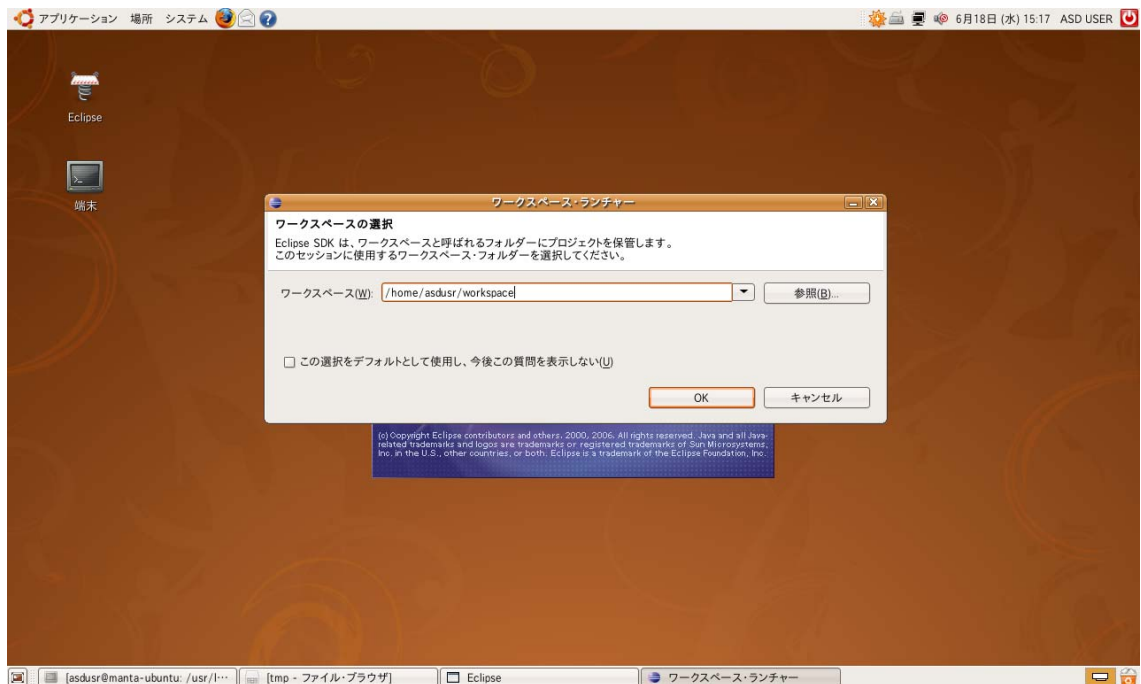 アプリケーション 場所 システム
6月18日 (水) 15:17 ASD USER
Eclipse
端末
ワークスペース・ランチャー
ワークスペースの選択
Eclipse SDK は、ワークスペースと呼ばれるフォルダーにプロジェクトを保管します。
このセッションに使用するワークスペース・フォルダーを選択してください。
ワークスペース(W): /home/asdusr/workspace 参照(B)...
この選択をデフォルトとして使用し、今後この質問を表示しない(U)
OK キャンセル
(c) Copyright Eclipse contributors and others. 2000, 2006. All rights reserved. Java and all Java-
related trademarks and logos are trademarks or registered trademarks of Sun Microsystems,
Inc. in the U.S., other countries, or both. Eclipse is a trademark of the Eclipse Foundation, Inc.
[asdusr@manta-ubuntu: /usr/l… [tmp - ファイル・ブラウザ] Eclipse ワークスペース・ランチャー